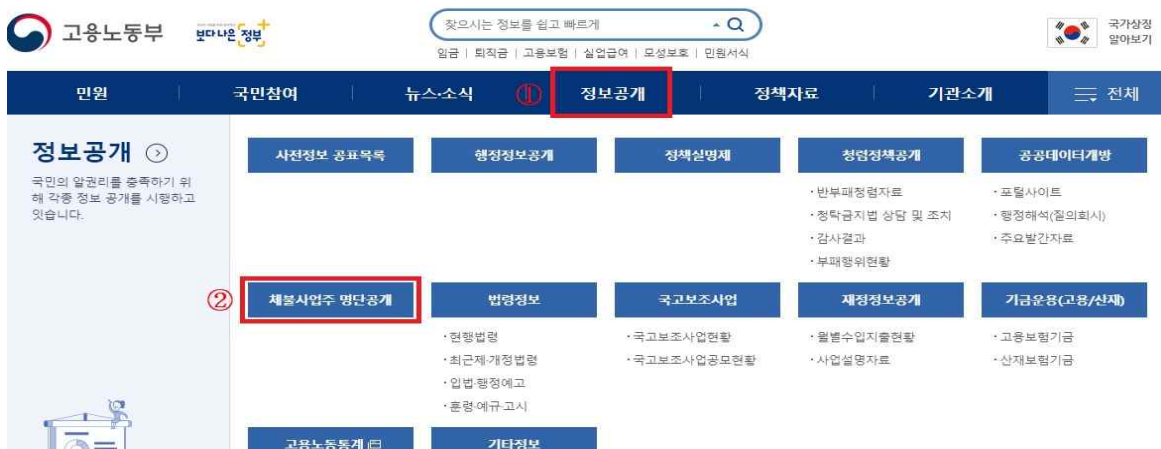 고용노동부
보다나은 정부
찾으시는 정보를 쉽고 빠르게
국가상징
알아보기
임금 | 퇴직금 | 고용보험 | 실업급여 | 모성보호 | 민원서식
민원 국민참여 뉴스·소식 ① 정보공개 정책자료 기관소개 전체
정보공개
국민의 알권리를 충족하기 위
해 각종 정보 공개를 시행하고
잇습니다.
사전정보 공표목록 행정정보공개 정책실명제 청렴정책공개 공공데이터개방
·반부패청렴자료 ·포털사이트
·청탁금지법 상담 및 조치 ·행정해석(질의회시)
·감사결과 ·주요발간자료
·부패행위현황
② 체불사업주 명단공개 법령정보 국고보조사업 재정정보공개 기금운용(고용/산재)
·현행법령 ·국고보조사업현황 ·월별수입지출현황 ·고용보험기금
·최근제·개정법령 ·국고보조사업공모현황 ·사업설명자료 ·산재보험기금
·입법·행정예고
·훈령·예규·고시
고용노동통계 기타정보